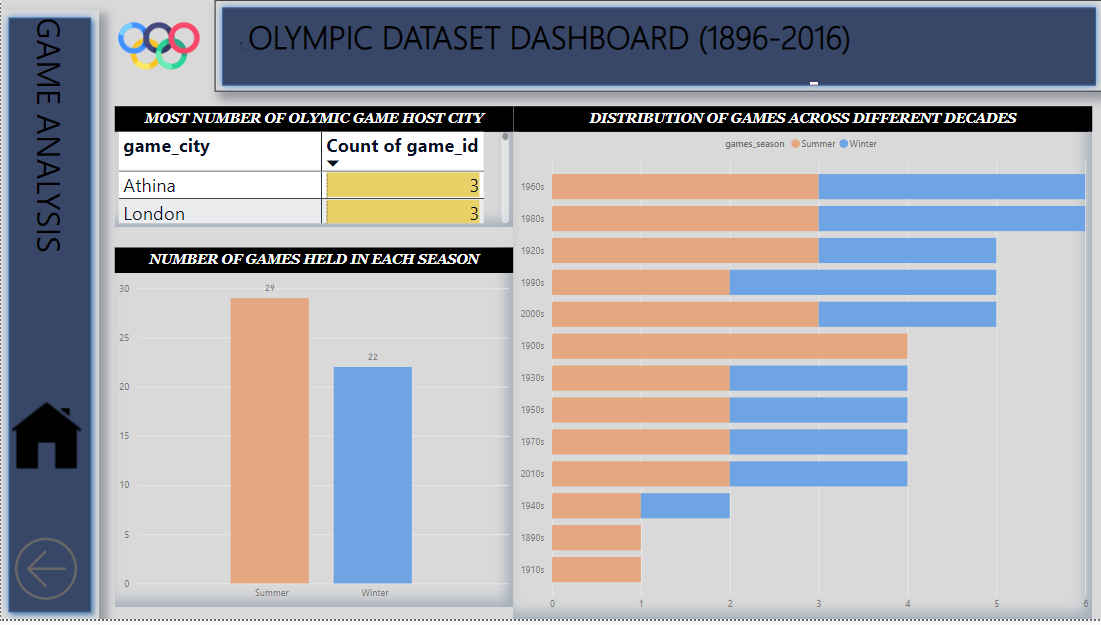 GAME ANALYSIS
OLYMPIC DATASET DASHBOARD (1896-2016)
MOST NUMBER OF OLYMIC GAME HOST CITY
game_city Count of game_id
Athina 3
London 3
NUMBER OF GAMES HELD IN EACH SEASON
30
25
20
15
10
5
0
29
22
Summer Winter
DISTRIBUTION OF GAMES ACROSS DIFFERENT DECADES
games_season Summer Winter
1960s
1980s
1920s
1990s
2000s
1900s
1930s
1950s
1970s
2010s
1940s
1890s
1910s
0 1 2 3 4 5 6